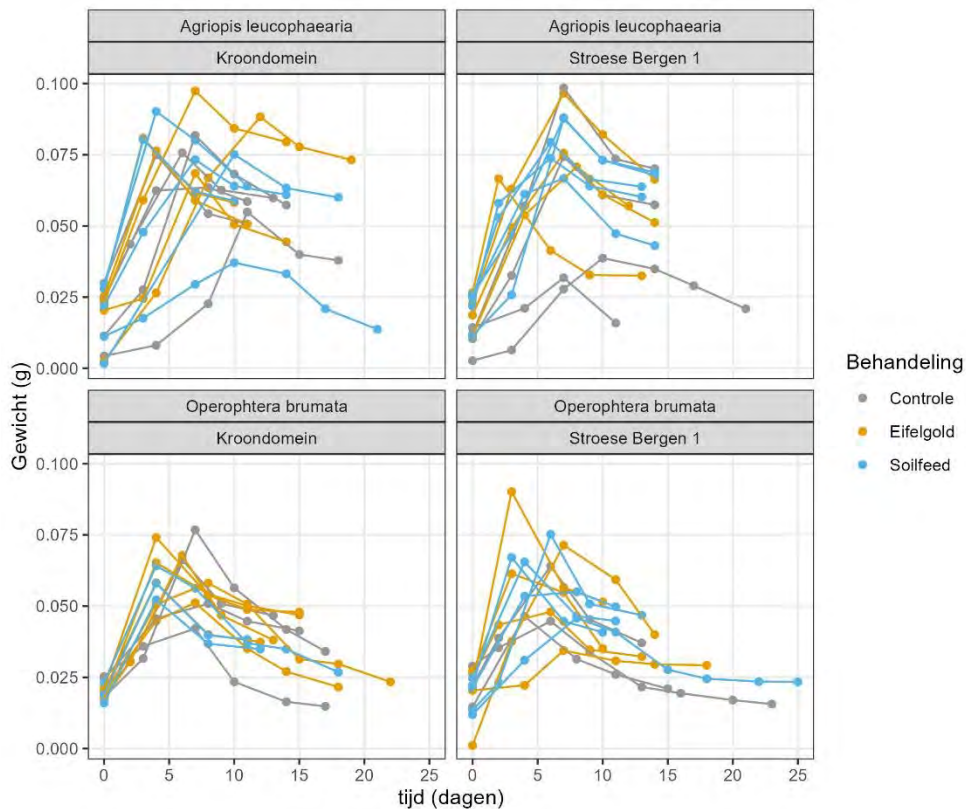 Agriopis leucophaearia
Agriopis leucophaearia
Kroondomein
Stroese Bergen 1
0.100
0.075
0.050
0.025
0.000
Operophtera brumata
Operophtera brumata
Kroondomein
Stroese Bergen 1
0.100
0.075
0.050
0.025
0.000
0 5 10 15 20 25
0 5 10 15 20 25
tijd (dagen)
Gewicht (g)
Behandeling
Controle
Eifelgold
Soilfeed